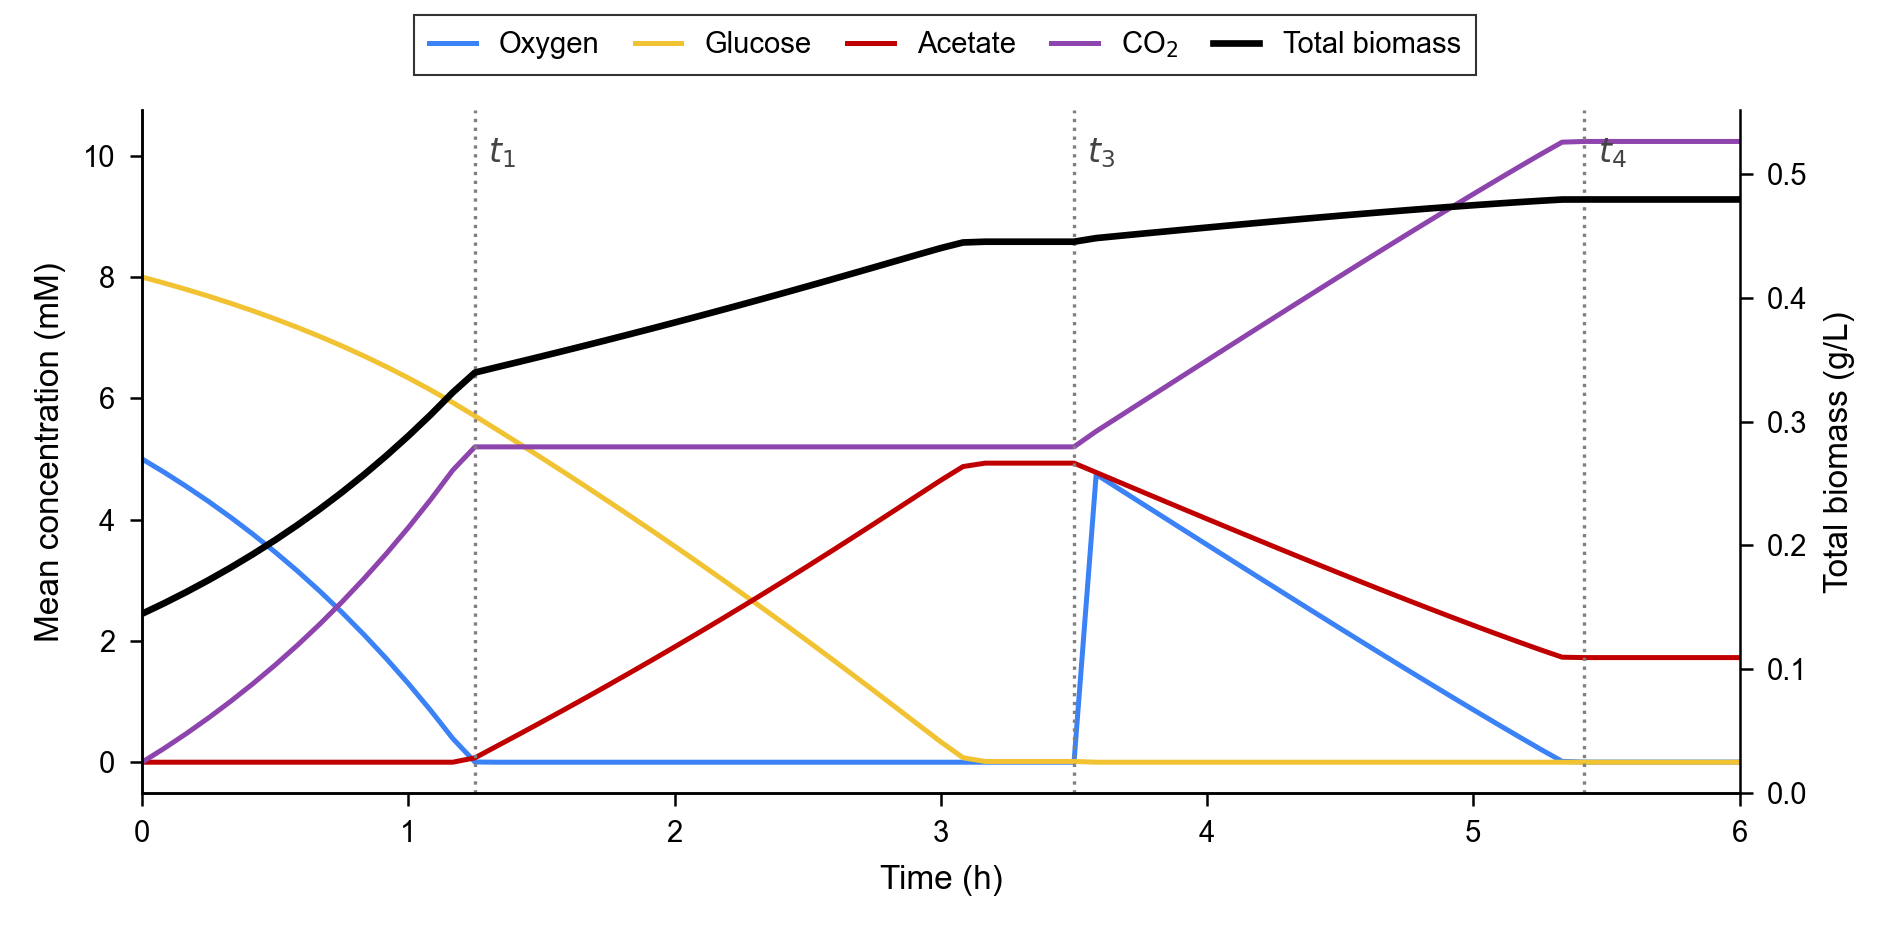 Oxygen Glucose Acetate CO₂ Total biomass
t₁ t₃ t₄
Mean concentration (mM)
10
8
6
4
2
0
0.5
0.4
0.3
0.2
0.1
0.0
Total biomass (g/L)
0 1 2 3 4 5 6
Time (h)